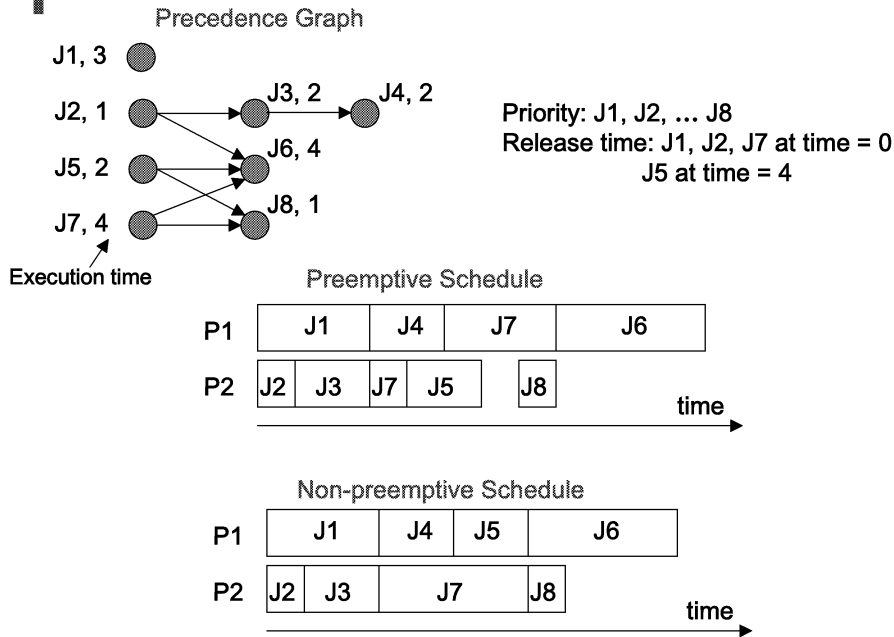 Precedence Graph
J1, 3
J2, 1
J3, 2
J4, 2
J5, 2
J6, 4
J7, 4
J8, 1
Execution time
Priority: J1, J2, ... J8
Release time: J1, J2, J7 at time = 0
J5 at time = 4
Preemptive Schedule
P1 J1 J4 J7 J6
P2 J2 J3 J7 J5 J8
time
Non-preemptive Schedule
P1 J1 J4 J5 J6
P2 J2 J3 J7 J8
time